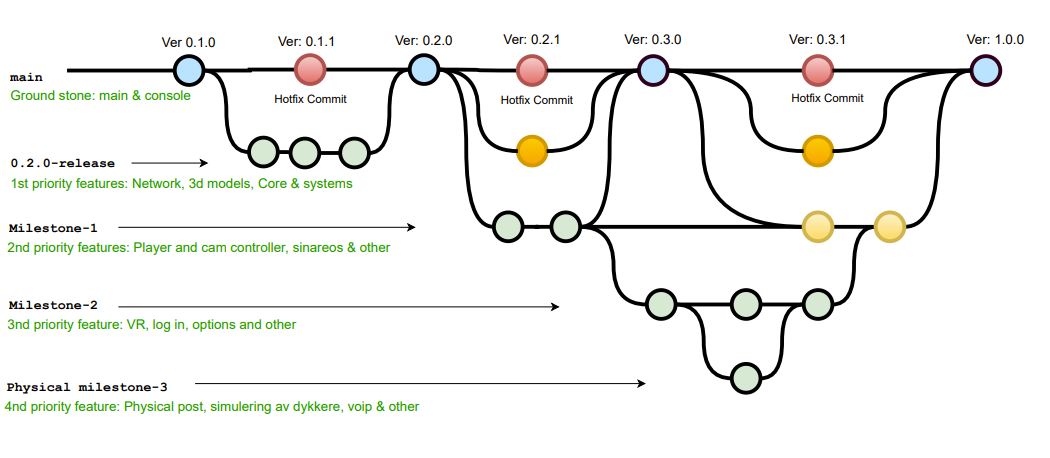 Ver 0.1.0
Ver: 0.1.1
Ver: 0.2.0
Ver: 0.2.1
Ver: 0.3.0
Ver: 0.3.1
Ver: 1.0.0
main
Ground stone: main & console
Hotfix Commit
Hotfix Commit
Hotfix Commit
0.2.0-release
1st priority features: Network, 3d models, Core & systems
Milestone-1
2nd priority features: Player and cam controller, sinareos & other
Milestone-2
3nd priority feature: VR, log in, options and other
Physical milestone-3
4nd priority feature: Physical post, simulering av dykkere, voip & other